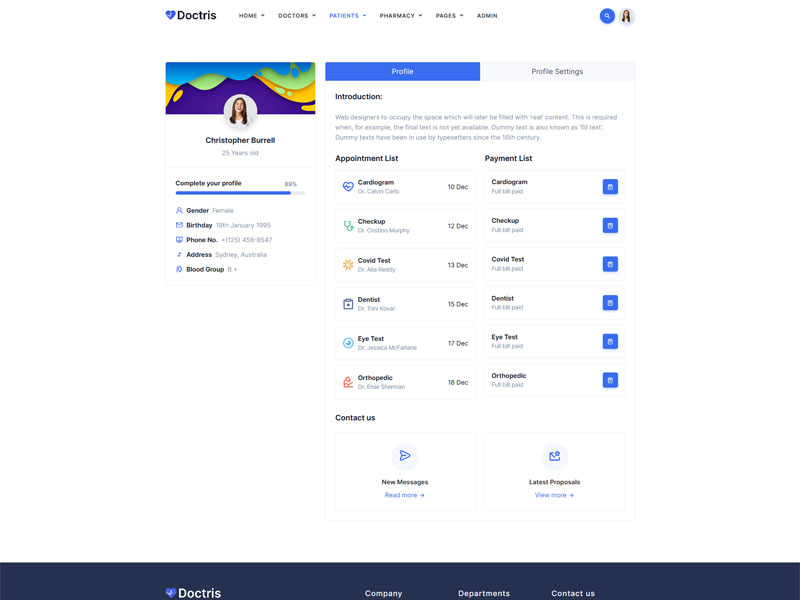 Doctris
HOME DOCTORS PATIENTS PHARMACY PAGES ADMIN
Christopher Burrell
25 Years old
Complete your profile 89%
Gender Female
Birthday 19th January 1995
Phone No. +(125) 458-8547
Address Sydney, Australia
Blood Group B +
Profile Profile Settings
Introduction:
Web designers to occupy the space which will later be filled with 'real' content. This is required
when, for example, the final text is not yet available. Dummy text is also known as 'fill text'.
Dummy texts have been in use by typesetters since the 16th century.
Appointment List
Cardiogram
Dr. Calvin Carlo
10 Dec
Checkup
Dr. Cristino Murphy
12 Dec
Covid Test
Dr. Alia Reddy
13 Dec
Dentist
Dr. Toni Kovar
15 Dec
Eye Test
Dr. Jessica McFarlane
17 Dec
Orthopedic
Dr. Elsie Sherman
18 Dec
Payment List
Cardiogram
Full bill paid
Checkup
Full bill paid
Covid Test
Full bill paid
Dentist
Full bill paid
Eye Test
Full bill paid
Orthopedic
Full bill paid
Contact us
New Messages
Read more →
Latest Proposals
View more →
Doctris
Company
Departments
Contact us